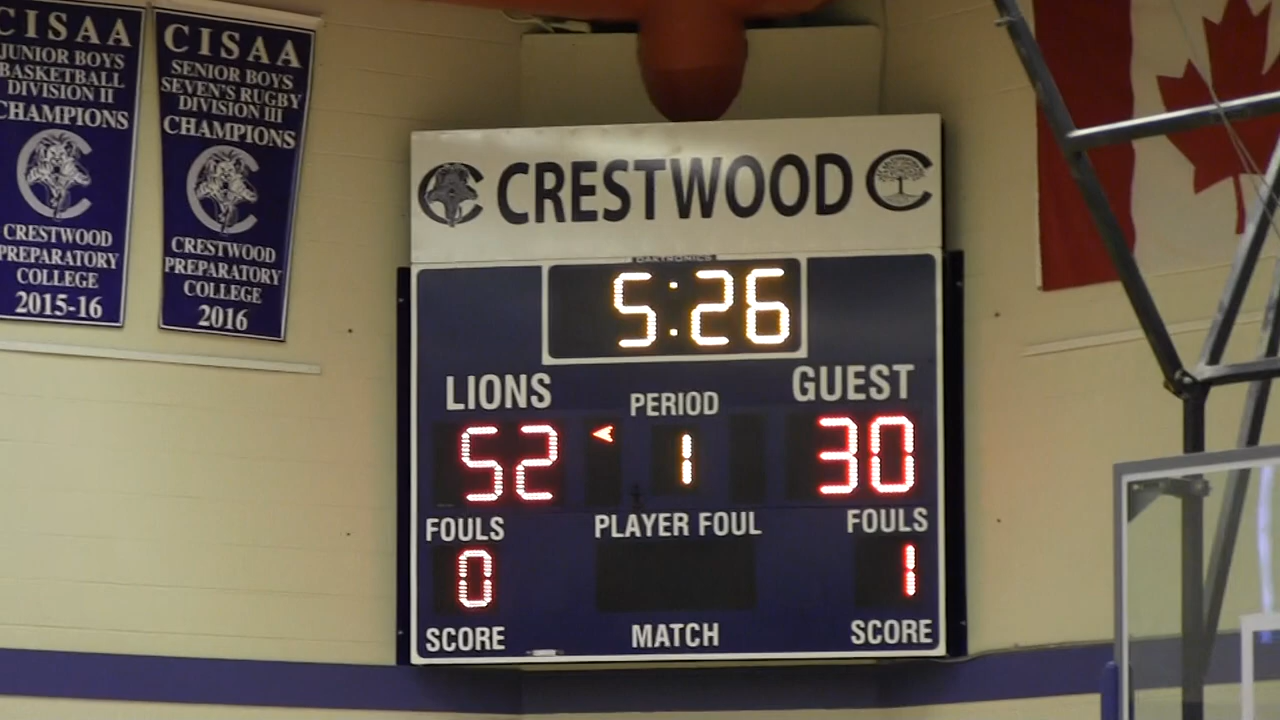 CISAA
JUNIOR BOYS
BASKETBALL
DIVISION II
CHAMPIONS
CRESTWOOD
PREPARATORY
COLLEGE
2015-16
CISAA
SENIOR BOYS
SEVEN'S RUGBY
DIVISION III
CHAMPIONS
CRESTWOOD
PREPARATORY
COLLEGE
2016
CRESTWOOD
DAKTRONICS
5:26
LIONS PERIOD GUEST
52 1 30
FOULS PLAYER FOUL FOULS
0 1
SCORE MATCH SCORE